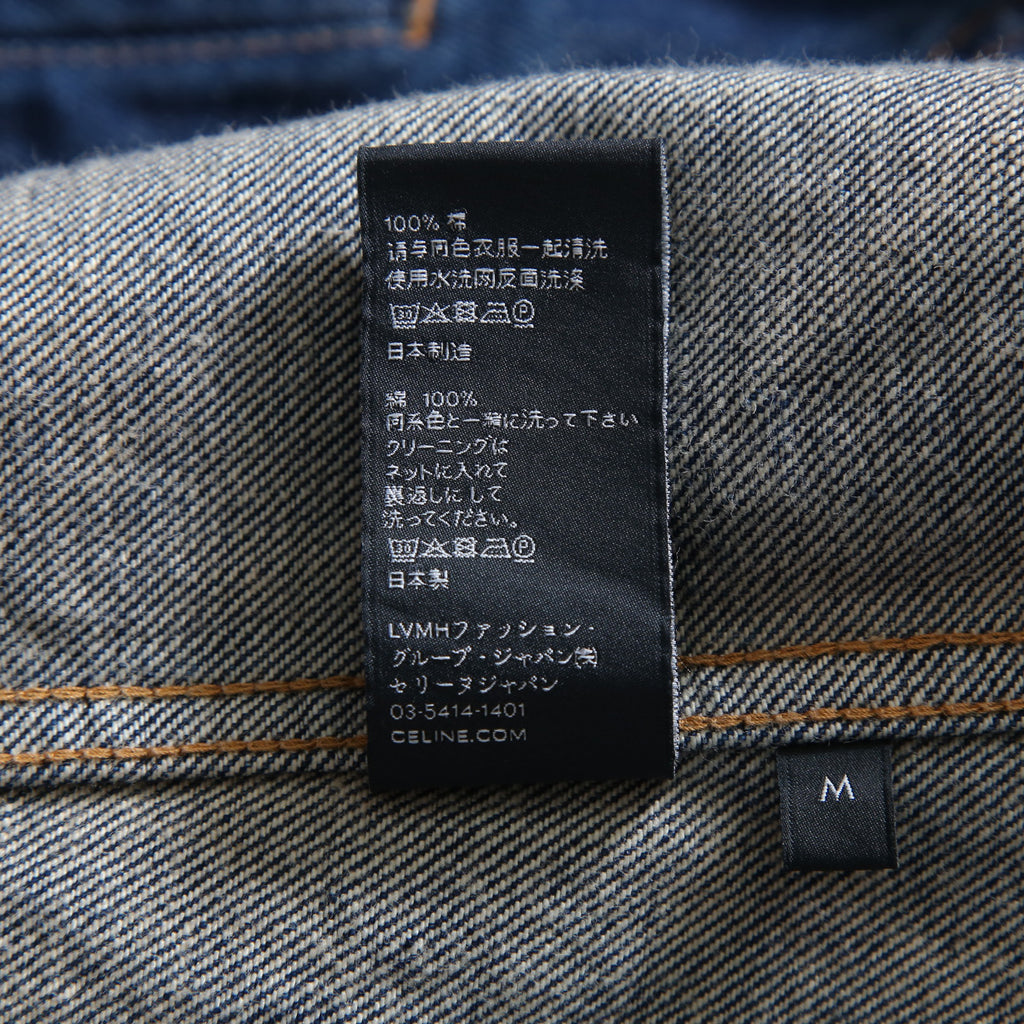 100% 棉
请与同色衣服一起清洗
使用水洗网反面洗涤
30 P
日本制造
綿 100%
同系色と一緒に洗って下さい
クリーニングは
ネットに入れて
裏返しにして
洗ってください。
30 P
日本製
LVMHファッション・
グループ・ジャパン㈱
セリーヌジャパン
03-5414-1401
CELINE.COM
M